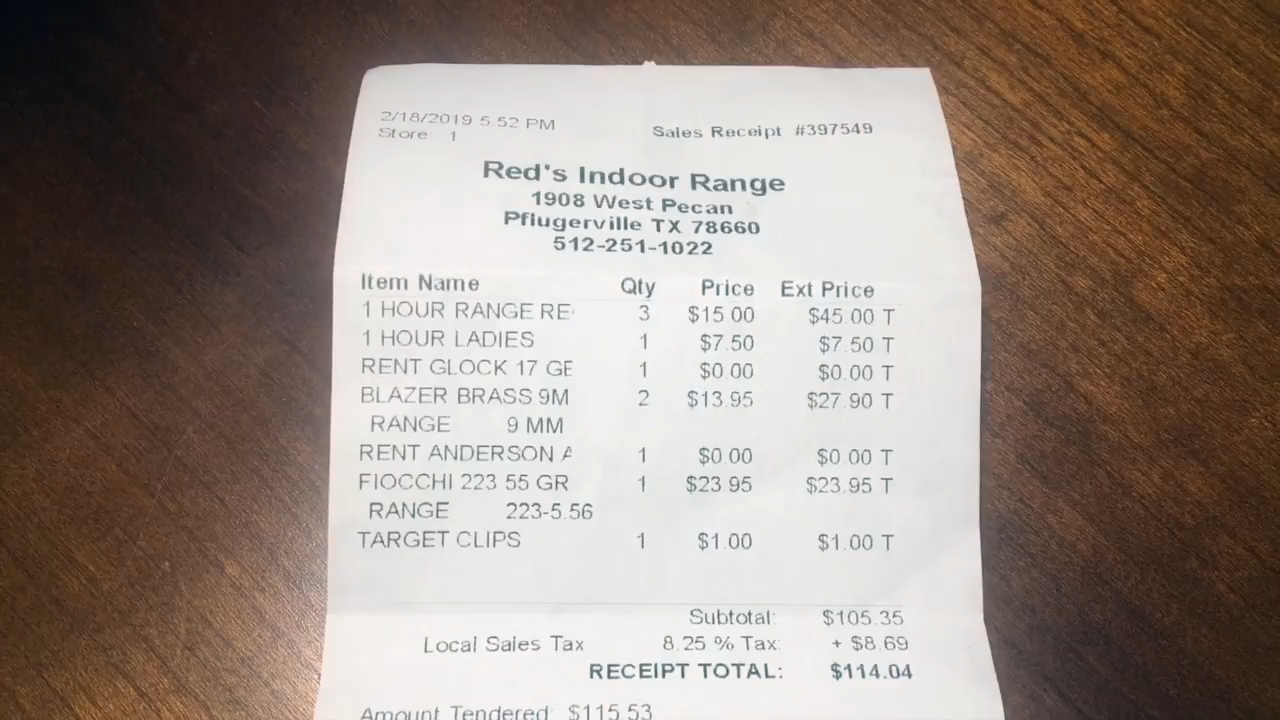 2/18/2019 5:52 PM
Store: 1
Sales Receipt #397549
Red's Indoor Range
1908 West Pecan
Pflugerville TX 78660
512-251-1022
Item Name Qty Price Ext Price
1 HOUR RANGE RE 3 $15.00 $45.00 T
1 HOUR LADIES 1 $7.50 $7.50 T
RENT GLOCK 17 GE 1 $0.00 $0.00 T
BLAZER BRASS 9M 2 $13.95 $27.90 T
RANGE 9 MM
RENT ANDERSON A 1 $0.00 $0.00 T
FIOCCHI 223 55 GR 1 $23.95 $23.95 T
RANGE 223-5.56
TARGET CLIPS 1 $1.00 $1.00 T
Subtotal: $105.35
Local Sales Tax 8.25 % Tax: + $8.69
RECEIPT TOTAL: $114.04
Amount Tendered: $115.53